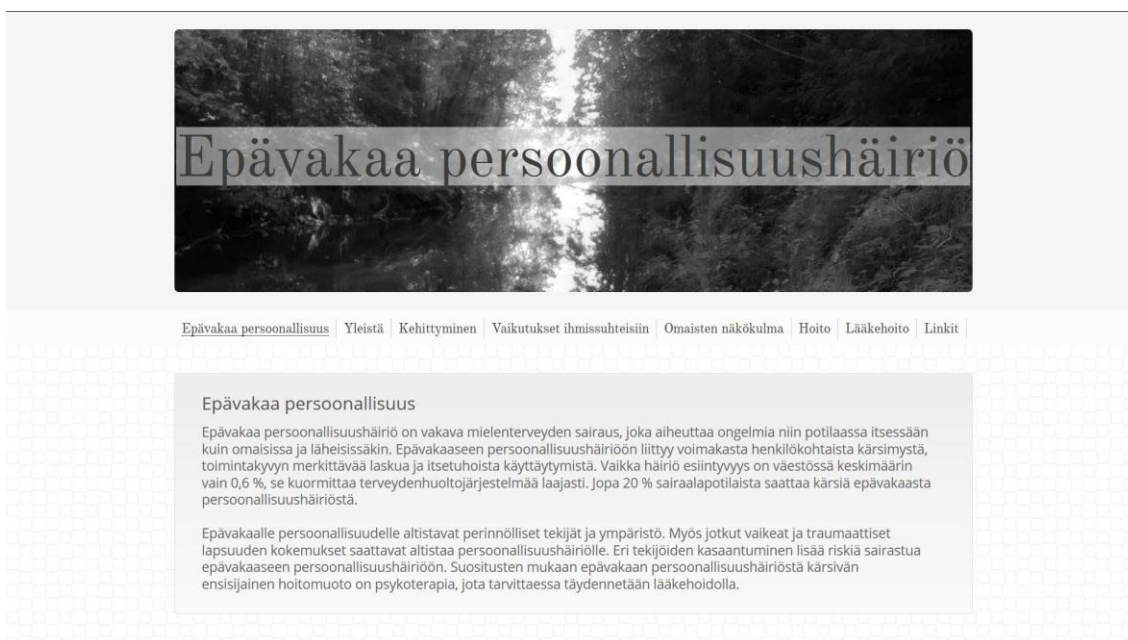 Epävakaa persoonallisuushäiriö
Epävakaa persoonallisuus Yleistä Kehittyminen Vaikutukset ihmissuhteisiin Omaisten näkökulma Hoito Lääkehoito Linkit
Epävakaa persoonallisuus
Epävakaa persoonallisuushäiriö on vakava mielenterveyden sairaus, joka aiheuttaa ongelmia niin potilaassa itsessään
kuin omaisissa ja läheisissäkin. Epävakaaseen persoonallisuushäiriöön liittyy voimakasta henkilökohtaista kärsimystä,
toimintakyvyn merkittävää laskua ja itsetuhoista käyttäytymistä. Vaikka häiriö esiintyvyys on väestössä keskimäärin
vain 0,6 %, se kuormittaa terveydenhuoltojärjestelmää laajasti. Jopa 20 % sairaalapotilaista saattaa kärsiä epävakaasta
persoonallisuushäiriöstä.
Epävakaalle persoonallisuudelle altistavat perinnölliset tekijät ja ympäristö. Myös jotkut vaikeat ja traumaattiset
lapsuuden kokemukset saattavat altistaa persoonallisuushäiriölle. Eri tekijöiden kasaantuminen lisää riskiä sairastua
epävakaaseen persoonallisuushäiriöön. Suositusten mukaan epävakaan persoonallisuushäiriöstä kärsivän
ensisijainen hoitomuoto on psykoterapia, jota tarvittaessa täydennetään lääkehoidolla.